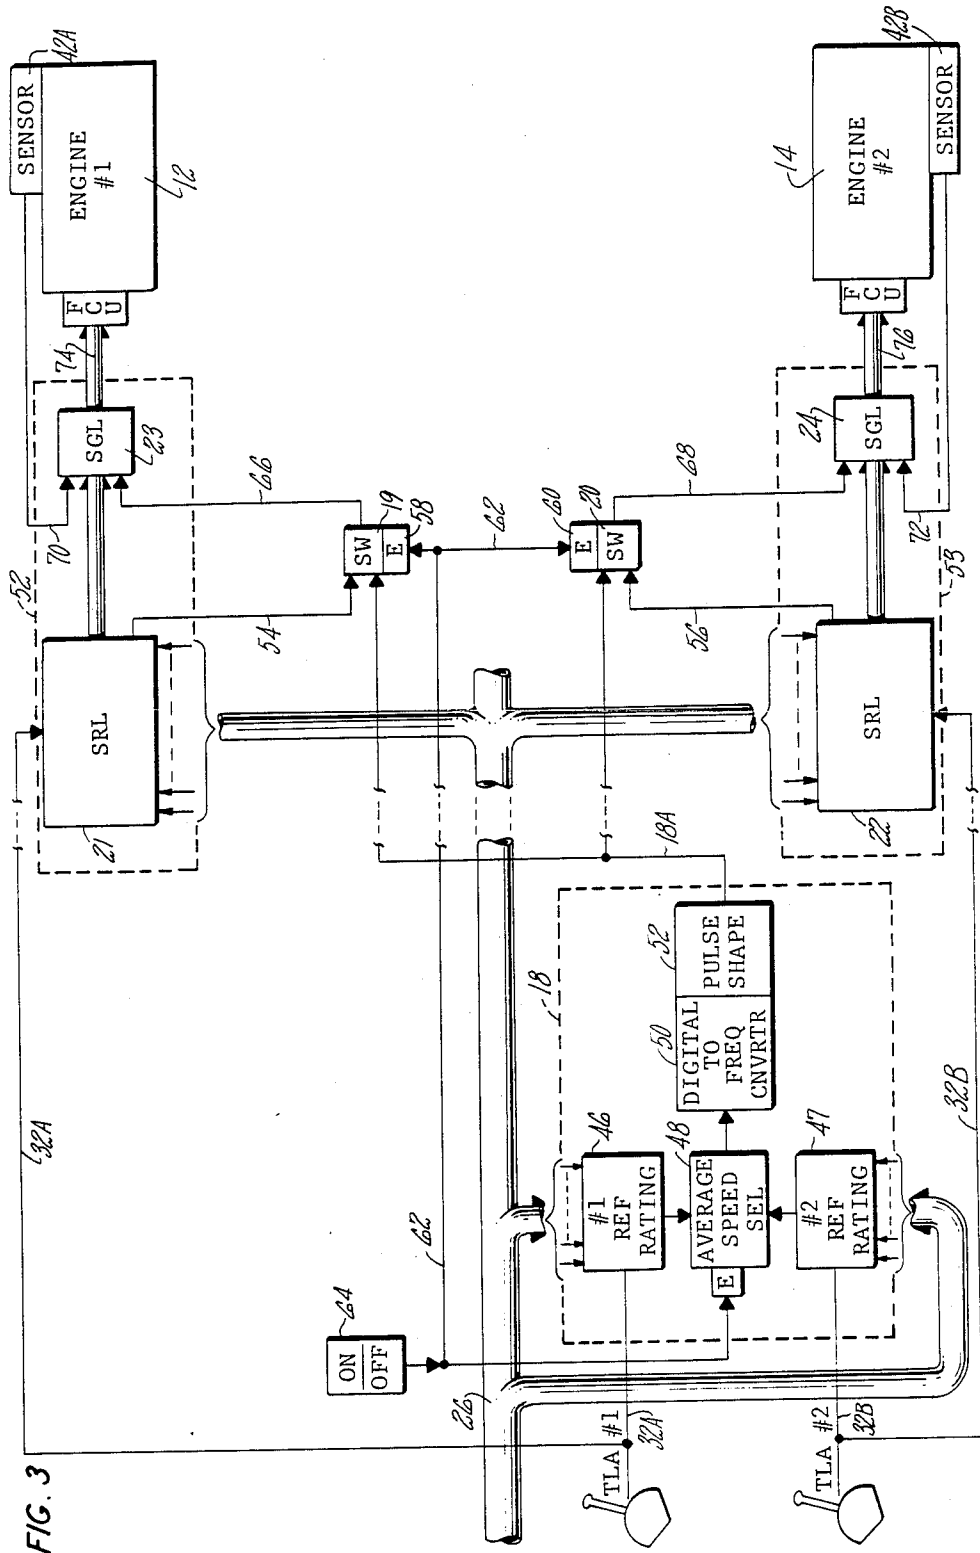 FIG. 3
32A
SENSOR
42A
ENGINE
#1
12
F
C
U
74
SGL
23
70
52
66
SRL
21
54
SW
19
E
58
62
E
60
SW
20
68
56
SENSOR
42B
ENGINE
#2
14
F
C
U
76
SGL
24
72
53
SRL
22
18A
18
62
ON
OFF
64
26
#1
REF
RATING
46
AVERAGE
SPEED
SEL
48
E
#2
REF
RATING
47
DIGITAL
TO
FREQ
CNVRTR
50
PULSE
SHAPE
52
TLA #1
32A
TLA #2
32B
32B